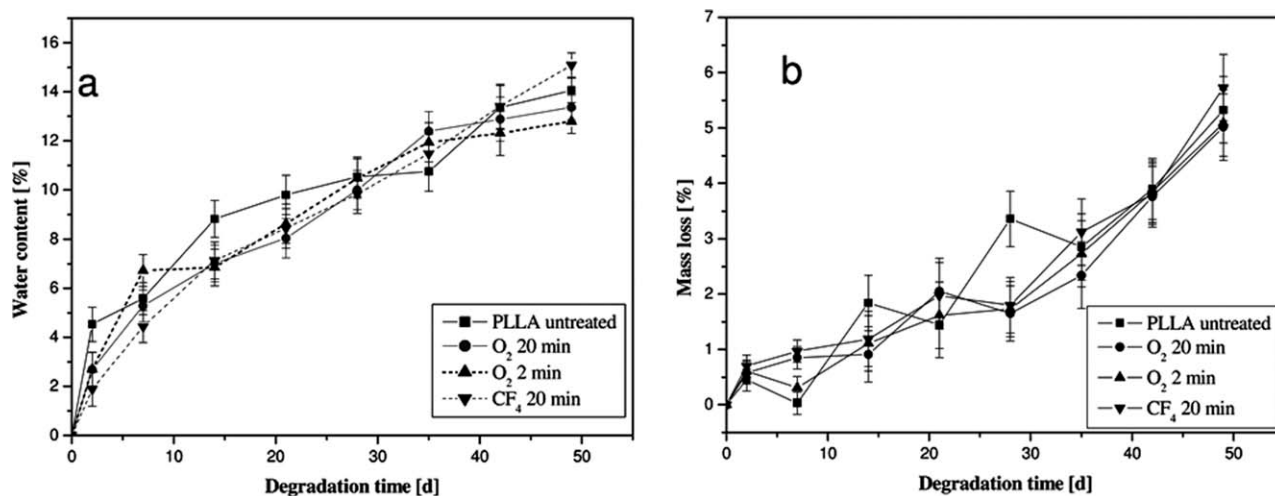 a
Water content [%]
16
14
12
10
8
6
4
2
0
0 10 20 30 40 50
Degradation time [d]
PLLA untreated
O₂ 20 min
O₂ 2 min
CF₄ 20 min
b
Mass loss [%]
7
6
5
4
3
2
1
0
0 10 20 30 40 50
Degradation time [d]
PLLA untreated
O₂ 20 min
O₂ 2 min
CF₄ 20 min